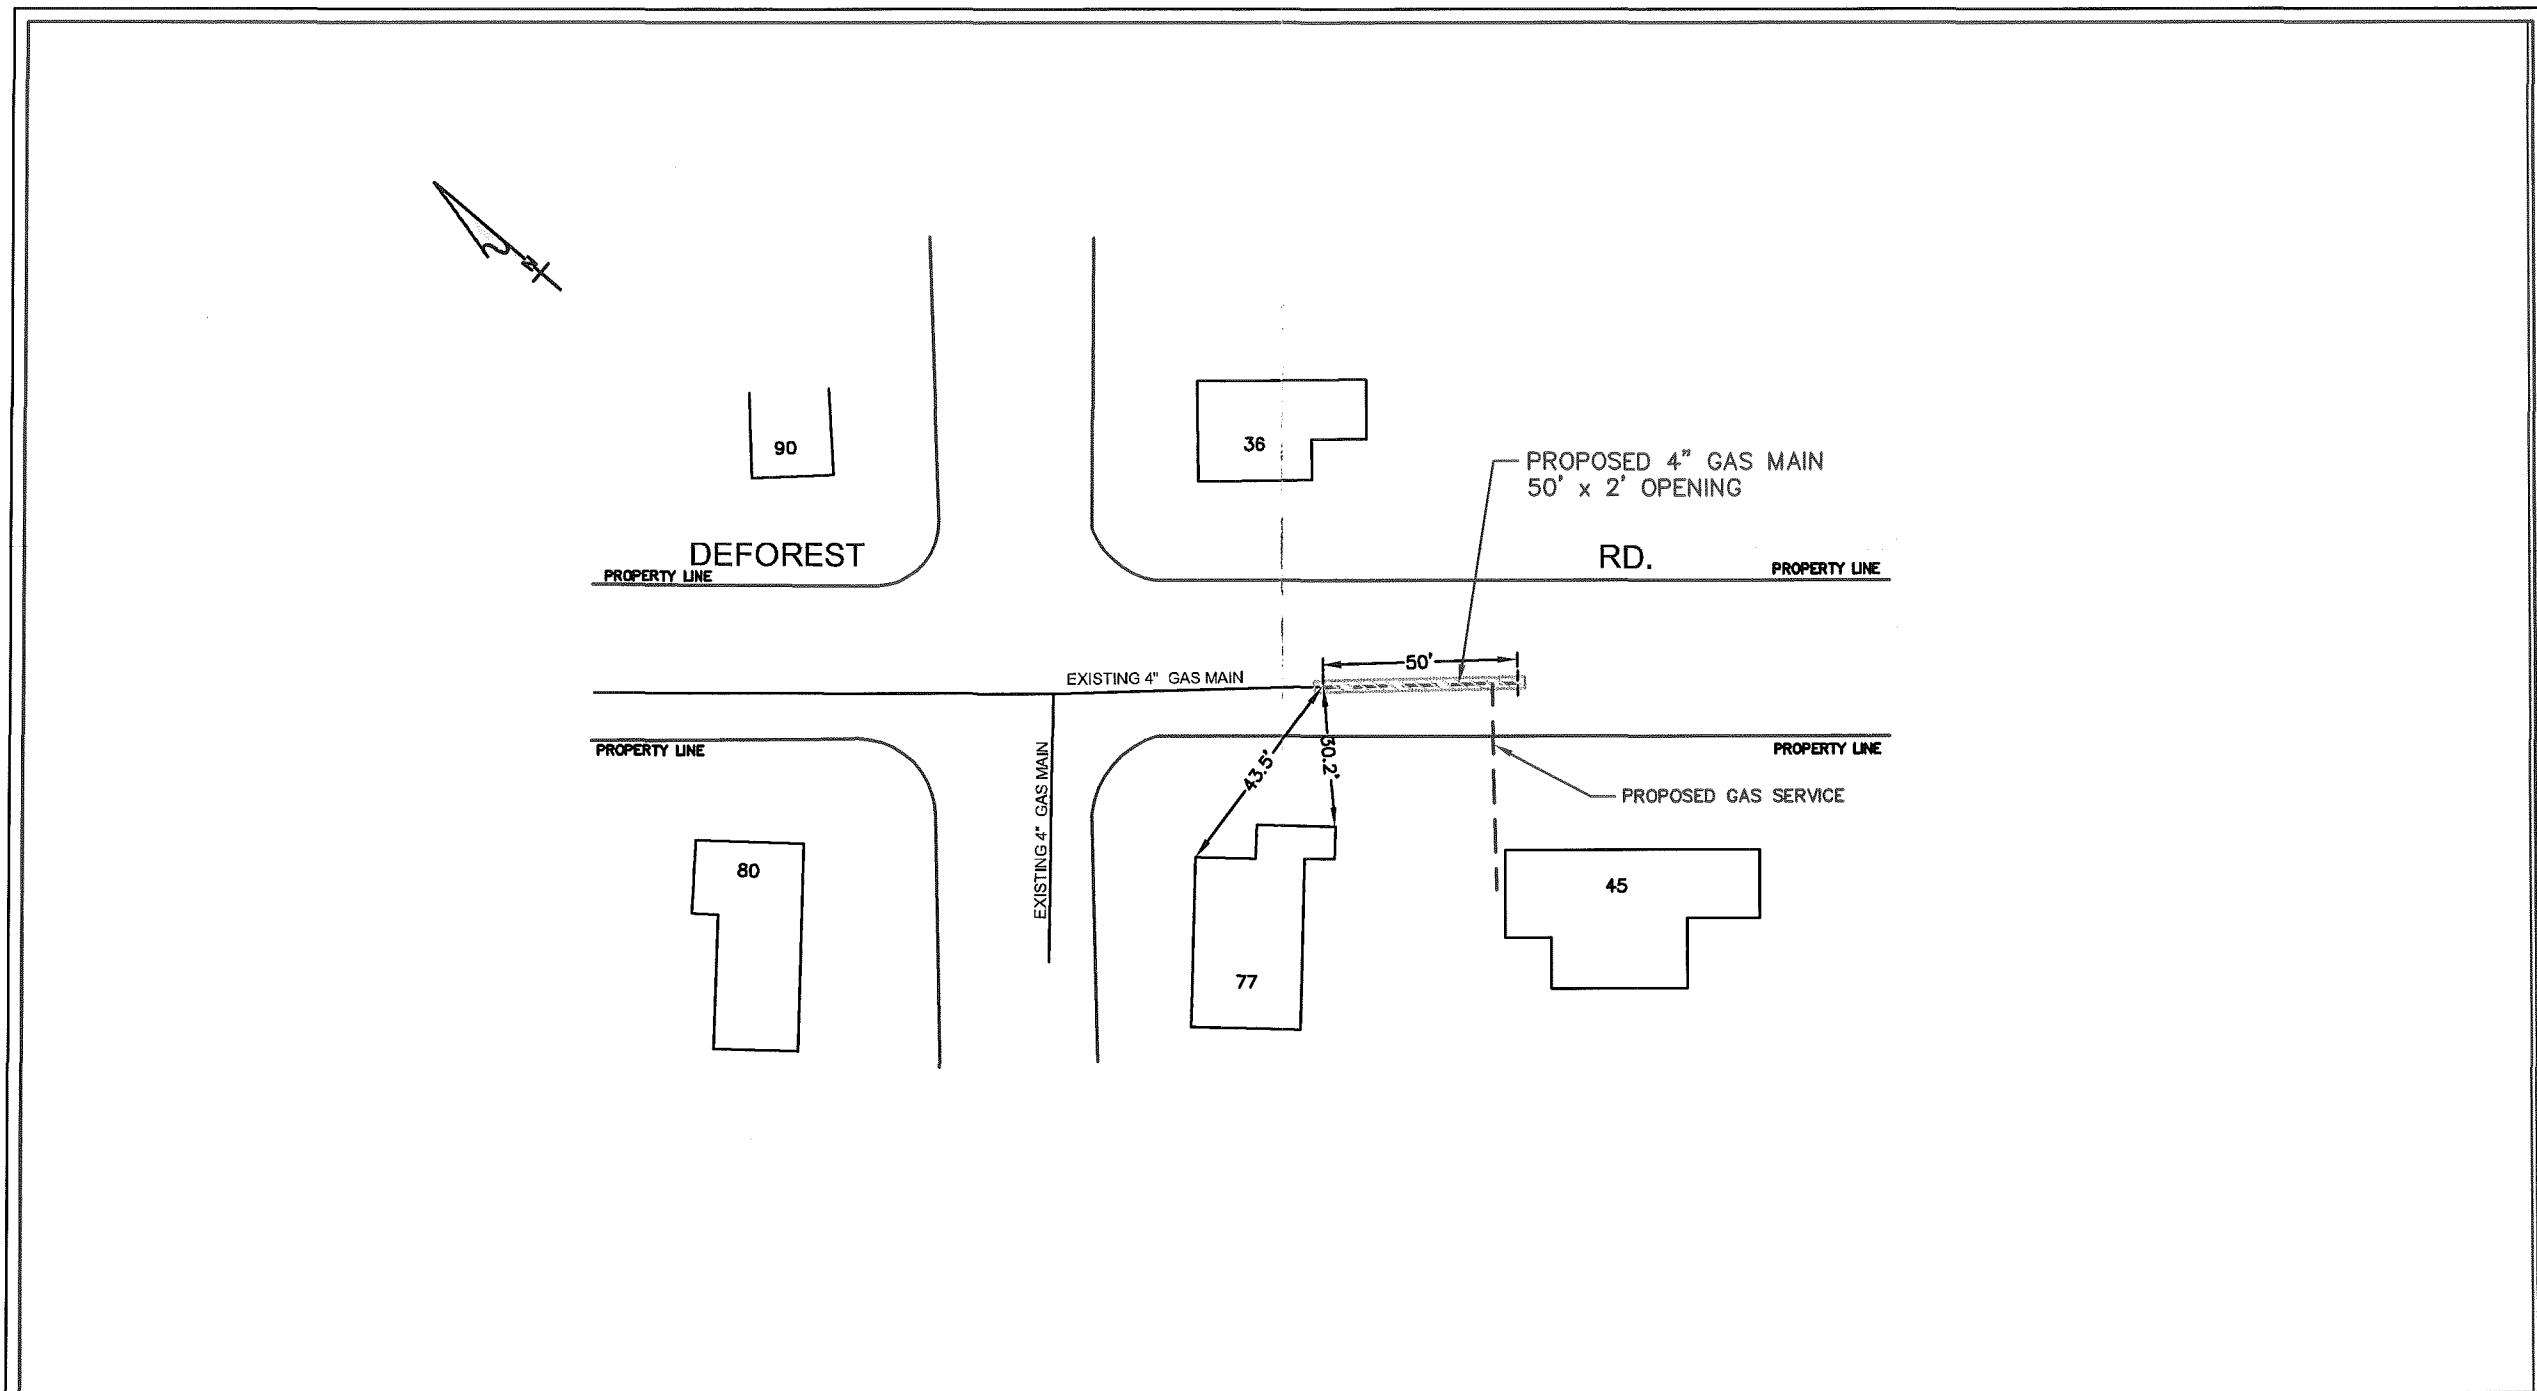 N
90
36
PROPOSED 4" GAS MAIN
50' x 2' OPENING
DEFOREST RD.
PROPERTY LINE
PROPERTY LINE
50'
EXISTING 4" GAS MAIN
PROPERTY LINE
PROPERTY LINE
EXISTING 4" GAS MAIN
43.5'
30.2'
PROPOSED GAS SERVICE
80
45
77